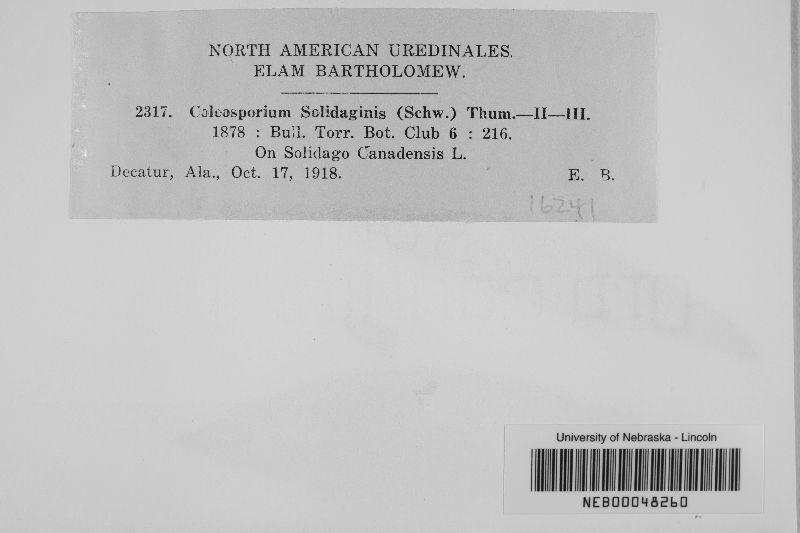 NORTH AMERICAN UREDINALES.
ELAM BARTHOLOMEW.
2317. Coleosporium Solidaginis (Schw.) Thum.—II—III.
1878 : Bull. Torr. Bot. Club 6 : 216.
On Solidago Canadensis L.
Decatur, Ala., Oct. 17, 1918. E. B.
16241
University of Nebraska - Lincoln
NEB00048260